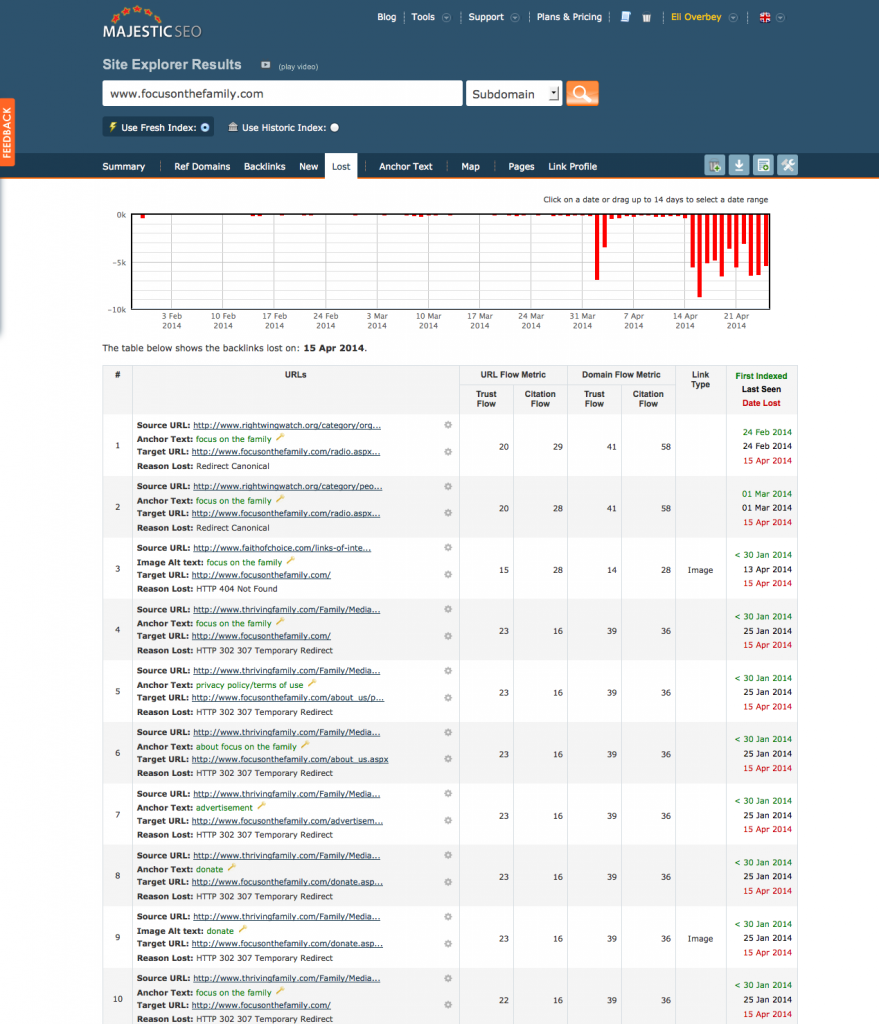 MAJESTIC SEO
Blog Tools Support Plans & Pricing Eli Overbey
Site Explorer Results (play video)
www.focusonthefamily.com Subdomain
FEEDBACK
Use Fresh Index: Use Historic Index:
Summary Ref Domains Backlinks New Lost Anchor Text Map Pages Link Profile
Click on a date or drag up to 14 days to select a date range
0k
-5k
-10k
3 Feb 2014
10 Feb 2014
17 Feb 2014
24 Feb 2014
3 Mar 2014
10 Mar 2014
17 Mar 2014
24 Mar 2014
31 Mar 2014
7 Apr 2014
14 Apr 2014
21 Apr 2014
The table below shows the backlinks lost on: 15 Apr 2014.
# URLs URL Flow Metric Domain Flow Metric Link Type First Indexed
Trust Flow Citation Flow Trust Flow Citation Flow Last Seen
Date Lost
Source URL: http://www.rightwingwatch.org/category/org...
Anchor Text: focus on the family 24 Feb 2014
1 20 29 41 58 24 Feb 2014
Target URL: http://www.focusonthefamily.com/radio.aspx...
Reason Lost: Redirect Canonical 15 Apr 2014
Source URL: http://www.rightwingwatch.org/category/peo...
Anchor Text: focus on the family 01 Mar 2014
2 20 28 41 58 01 Mar 2014
Target URL: http://www.focusonthefamily.com/radio.aspx...
Reason Lost: Redirect Canonical 15 Apr 2014
Source URL: http://www.faithofchoice.com/links-of-inte...
Image Alt text: focus on the family < 30 Jan 2014
3 15 28 14 28 Image 13 Apr 2014
Target URL: http://www.focusonthefamily.com/
Reason Lost: HTTP 404 Not Found 15 Apr 2014
Source URL: http://www.thrivingfamily.com/Family/Media...
Anchor Text: focus on the family < 30 Jan 2014
4 23 16 39 36 25 Jan 2014
Target URL: http://www.focusonthefamily.com/
Reason Lost: HTTP 302 307 Temporary Redirect 15 Apr 2014
Source URL: http://www.thrivingfamily.com/Family/Media...
Anchor Text: privacy policy/terms of use < 30 Jan 2014
5 23 16 39 36 25 Jan 2014
Target URL: http://www.focusonthefamily.com/about_us/p...
Reason Lost: HTTP 302 307 Temporary Redirect 15 Apr 2014
Source URL: http://www.thrivingfamily.com/Family/Media...
Anchor Text: about focus on the family < 30 Jan 2014
6 23 16 39 36 25 Jan 2014
Target URL: http://www.focusonthefamily.com/about_us.aspx
Reason Lost: HTTP 302 307 Temporary Redirect 15 Apr 2014
Source URL: http://www.thrivingfamily.com/Family/Media...
Anchor Text: advertisement < 30 Jan 2014
7 23 16 39 36 25 Jan 2014
Target URL: http://www.focusonthefamily.com/advertisem...
Reason Lost: HTTP 302 307 Temporary Redirect 15 Apr 2014
Source URL: http://www.thrivingfamily.com/Family/Media...
Anchor Text: donate < 30 Jan 2014
8 23 16 39 36 25 Jan 2014
Target URL: http://www.focusonthefamily.com/donate.asp...
Reason Lost: HTTP 302 307 Temporary Redirect 15 Apr 2014
Source URL: http://www.thrivingfamily.com/Family/Media...
Image Alt text: donate < 30 Jan 2014
9 23 16 39 36 Image 25 Jan 2014
Target URL: http://www.focusonthefamily.com/donate.asp...
Reason Lost: HTTP 302 307 Temporary Redirect 15 Apr 2014
Source URL: http://www.thrivingfamily.com/Family/Media...
Anchor Text: focus on the family < 30 Jan 2014
10 22 16 39 36 25 Jan 2014
Target URL: http://www.focusonthefamily.com/
Reason Lost: HTTP 302 307 Temporary Redirect 15 Apr 2014